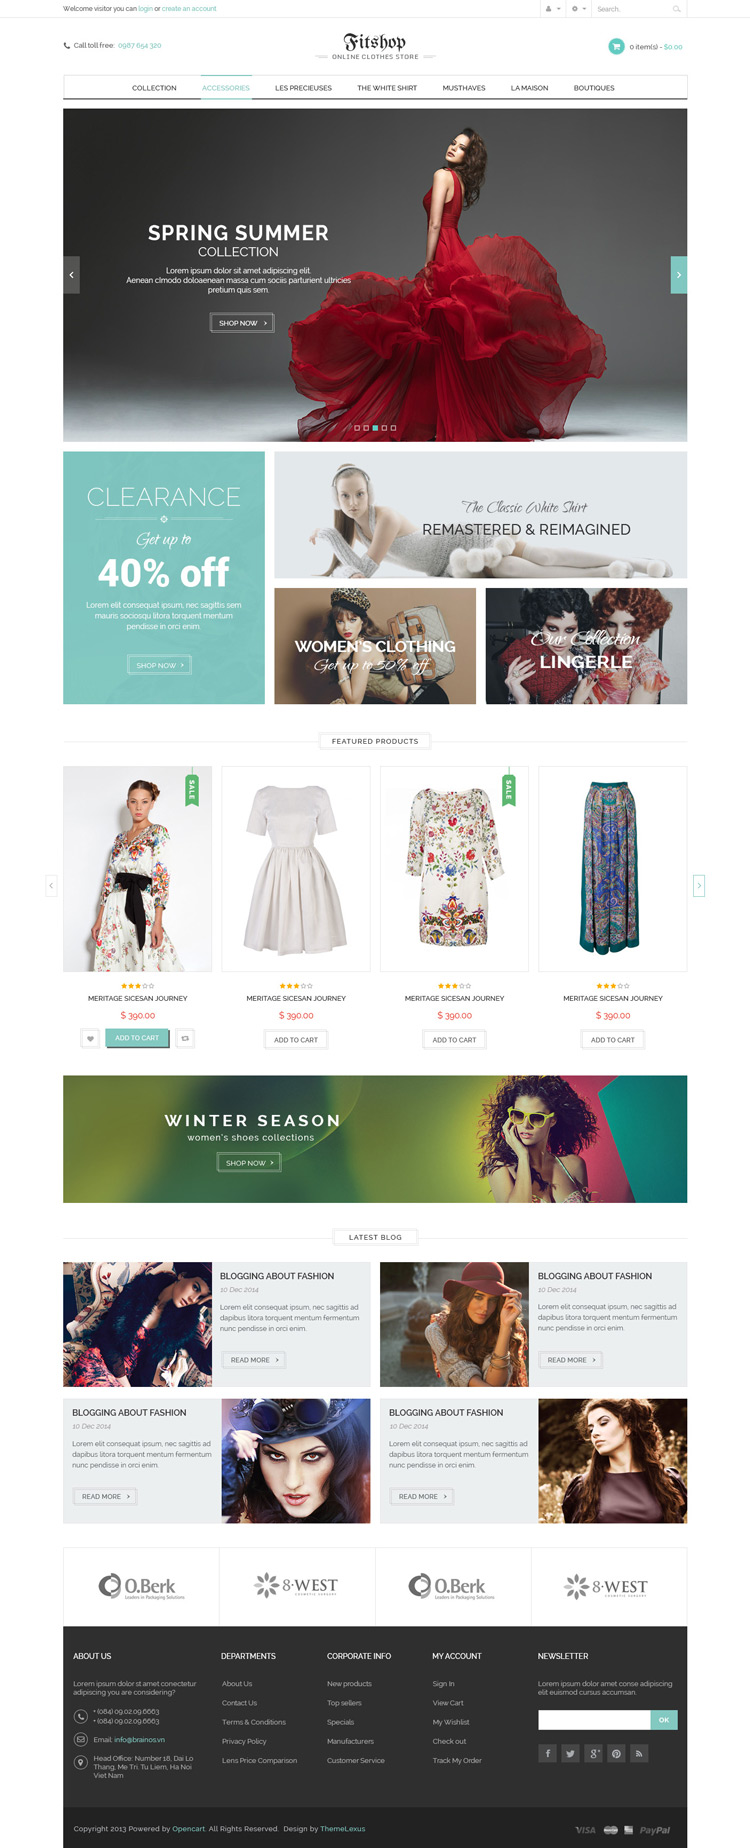 Welcome visitor you can login or create an account.
Search..
Call toll free: 0987 654 320
Fitshop
ONLINE CLOTHES STORE
0 item(s) - $0.00
COLLECTION
ACCESSORIES
LES PRECIEUSES
THE WHITE SHIRT
MUSTHAVES
LA MAISON
BOUTIQUES
SPRING SUMMER
COLLECTION
Lorem ipsum dolor sit amet adipiscing elit.
Aenean clmodo doloaenean massa cum sociis parturient ultricies
pretium quis sem.
SHOP NOW
CLEARANCE
Get up to
40% off
Lorem elit consequat ipsum, nec sagittis sem
mauris sociosqu litora torquent mentum
pendisse in orci enim.
SHOP NOW
The Classic White Shirt
REMASTERED & REIMAGINED
WOMEN'S CLOTHING
Get up to 50% off
Our Collection
LINGERLE
FEATURED PRODUCTS
SALE
SALE
MERITAGE SICESAN JOURNEY
$ 390.00
ADD TO CART
MERITAGE SICESAN JOURNEY
$ 390.00
ADD TO CART
MERITAGE SICESAN JOURNEY
$ 390.00
ADD TO CART
MERITAGE SICESAN JOURNEY
$ 390.00
ADD TO CART
WINTER SEASON
women's shoes collections
SHOP NOW
LATEST BLOG
BLOGGING ABOUT FASHION
10 Dec 2014
Lorem elit consequat ipsum, nec sagittis ad
dapibus litora torquent mentum fermentum
nunc pendisse in orci enim.
READ MORE
BLOGGING ABOUT FASHION
10 Dec 2014
Lorem elit consequat ipsum, nec sagittis ad
dapibus litora torquent mentum fermentum
nunc pendisse in orci enim.
READ MORE
BLOGGING ABOUT FASHION
10 Dec 2014
Lorem elit consequat ipsum, nec sagittis ad
dapibus litora torquent mentum fermentum
nunc pendisse in orci enim.
READ MORE
BLOGGING ABOUT FASHION
10 Dec 2014
Lorem elit consequat ipsum, nec sagittis ad
dapibus litora torquent mentum fermentum
nunc pendisse in orci enim.
READ MORE
O.Berk
Leaders in Packaging Solutions
8·WEST
COSMETIC SURGERY
O.Berk
Leaders in Packaging Solutions
8·WEST
COSMETIC SURGERY
ABOUT US
Lorem ipsum dolor st amet conectetur
adipiscing you are considering?
+ (084) 09.02.09.6663
+ (084) 09.02.09.6663
Email: info@brainos.vn
Head Office: Number 18, Dai Lo
Thang, Me Tri. Tu Liem, Ha Noi
Viet Nam
DEPARTMENTS
About Us
Contact Us
Terms & Conditions
Privacy Policy
Lens Price Comparison
CORPORATE INFO
New products
Top sellers
Specials
Manufacturers
Customer Service
MY ACCOUNT
Sign In
View Cart
My Wishlist
Check out
Track My Order
NEWSLETTER
Lorem ipsum dolor amet conse adipiscing
elit euismod cursus accumsan.
OK
Copyright 2013 Powered by Opencart. All Rights Reserved. Design by ThemeLexus
VISA
PayPal